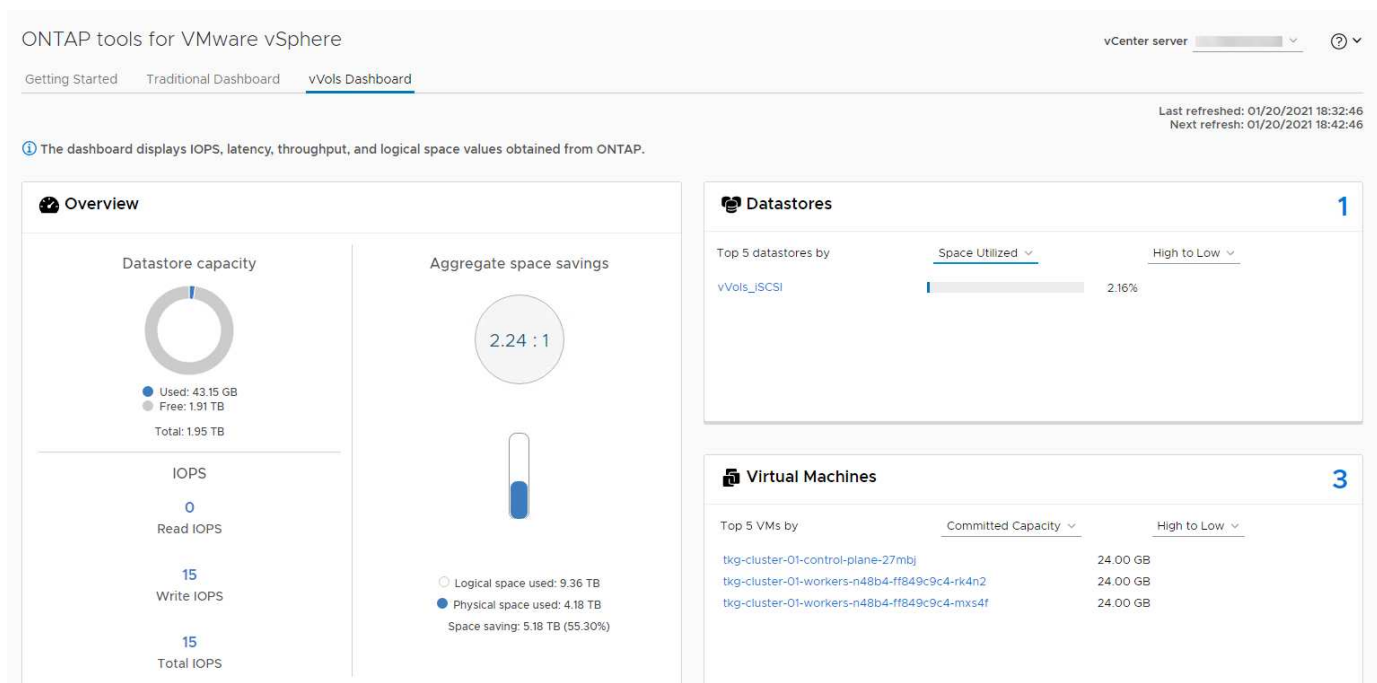 ONTAP tools for VMware vSphere
vCenter server
Getting Started Traditional Dashboard vVols Dashboard
Last refreshed: 01/20/2021 18:32:46
Next refresh: 01/20/2021 18:42:46
The dashboard displays IOPS, latency, throughput, and logical space values obtained from ONTAP.
Overview
Datastore capacity
Used: 43.15 GB
Free: 1.91 TB
Total: 1.95 TB
IOPS
0
Read IOPS
15
Write IOPS
15
Total IOPS
Aggregate space savings
2.24 : 1
Logical space used: 9.36 TB
Physical space used: 4.18 TB
Space saving: 5.18 TB (55.30%)
Datastores 1
Top 5 datastores by Space Utilized High to Low
vVols_iSCSI 2.16%
Virtual Machines 3
Top 5 VMs by Committed Capacity High to Low
tkg-cluster-01-control-plane-27mbj 24.00 GB
tkg-cluster-01-workers-n48b4-ff849c9c4-rk4n2 24.00 GB
tkg-cluster-01-workers-n48b4-ff849c9c4-mxs4f 24.00 GB